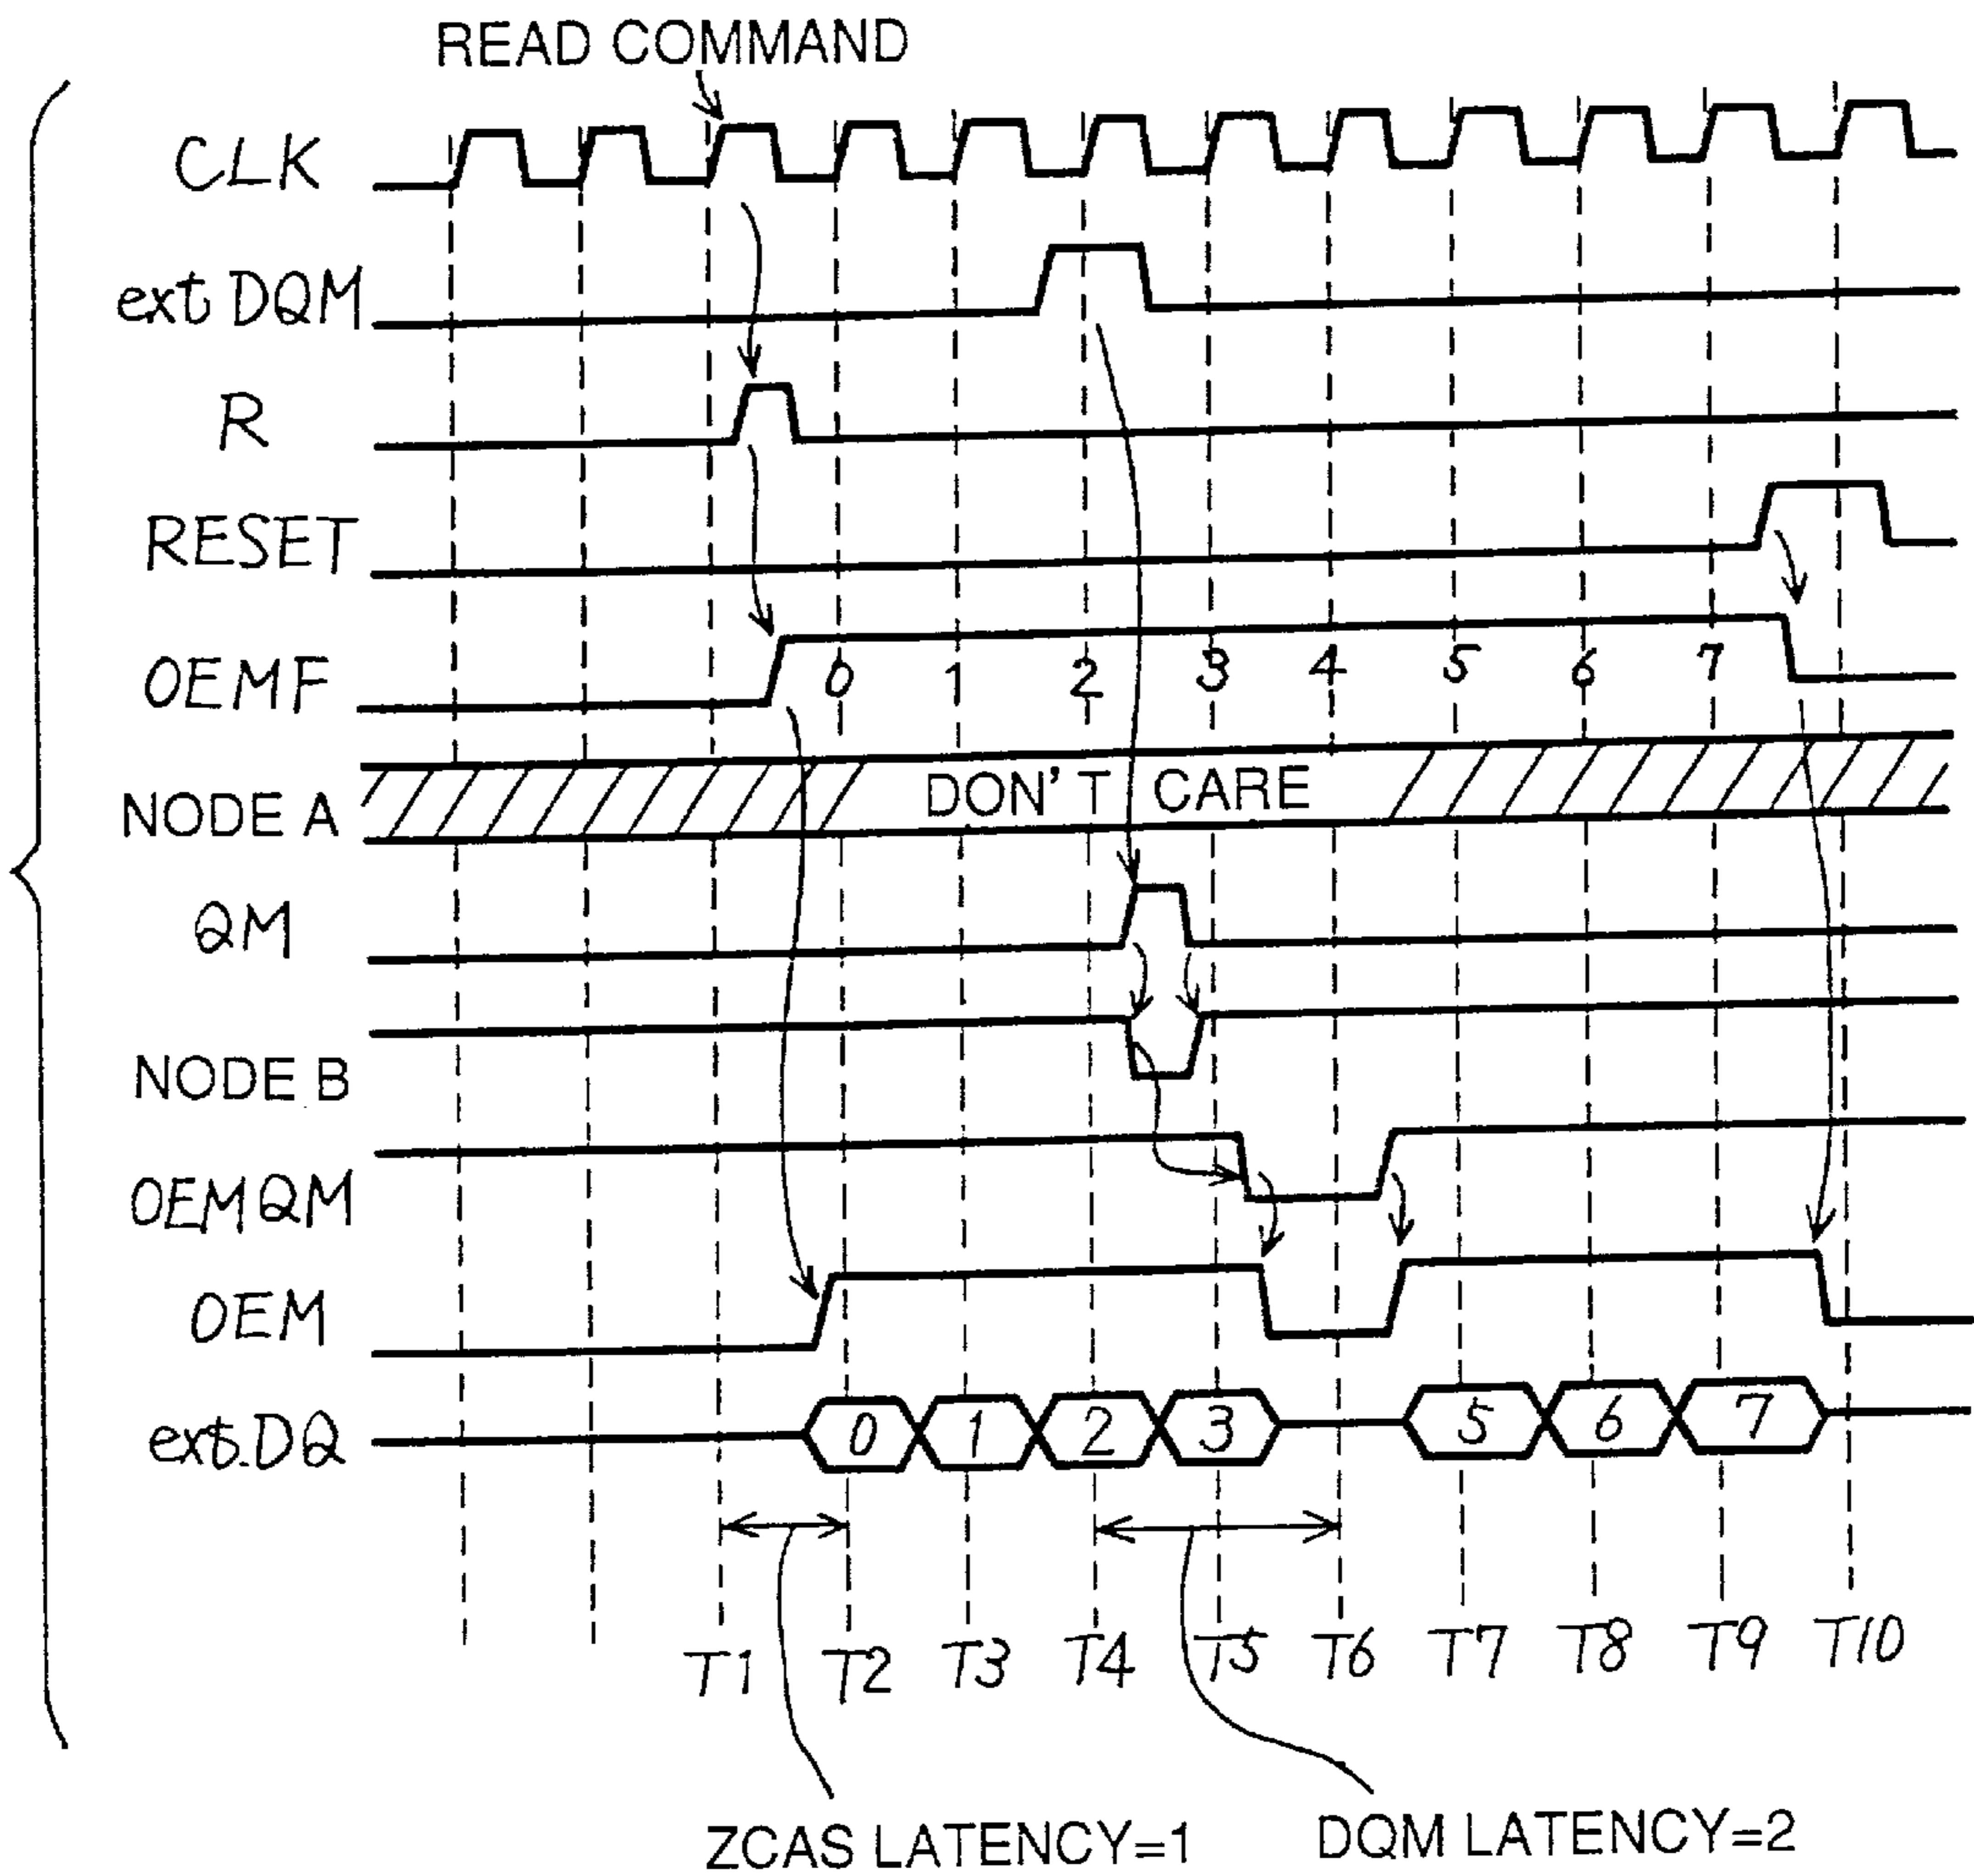 READ COMMAND
CLK
ext DQM
R
RESET
OEMF
0 1 2 3 4 5 6 7
NODE A
DON'T CARE
QM
NODE B
OEMQM
OEM
ext.DQ
0 1 2 3 5 6 7
T1 T2 T3 T4 T5 T6 T7 T8 T9 T10
ZCAS LATENCY=1
DQM LATENCY=2